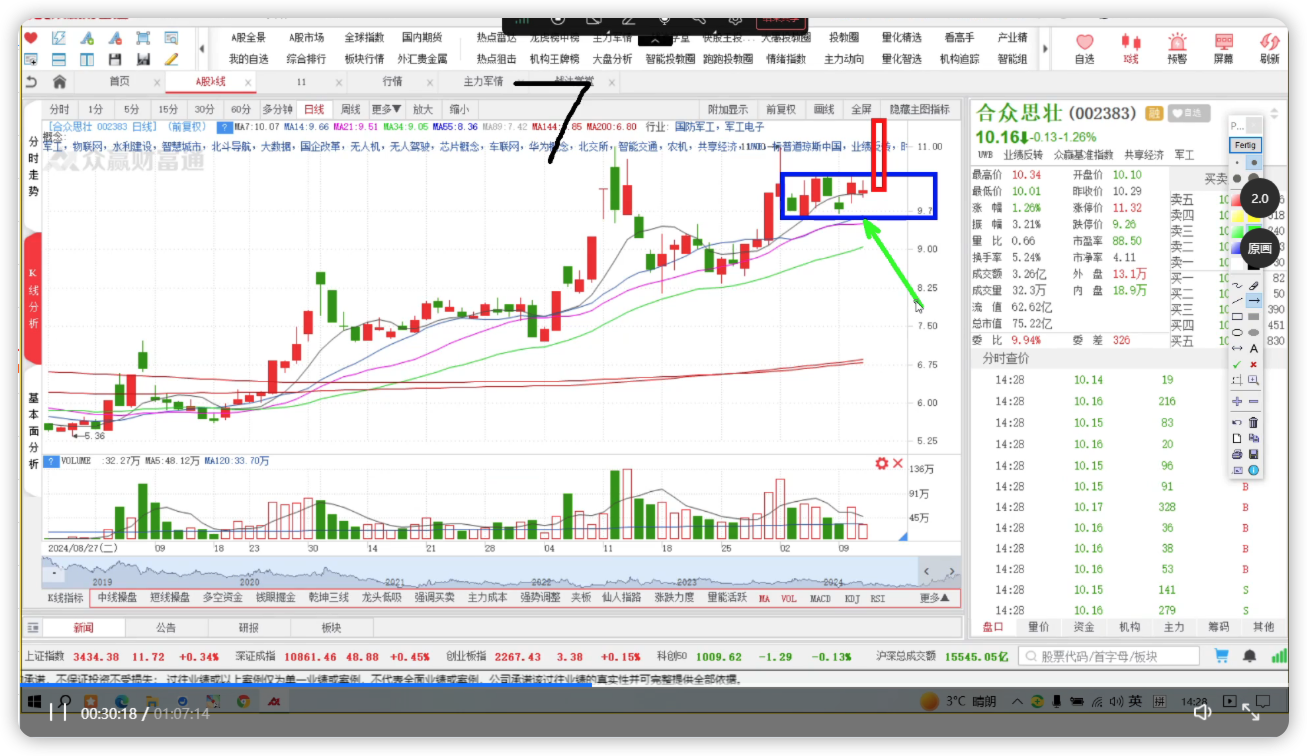 A股全景 A股市场 全球指数 国内期货 热点雷达 龙虎榜中榜 主力军情 投教圈 量化精选 看高手 产业精
我的自选 综合排行 板块行情 外汇贵金属 热点狙击 机构王牌榜 大盘分析 智能投教圈 跑跑投教圈 情绪指数 主力动向 量化智选 机构追踪 智能组
自选 K线 预警 屏幕 刷新
首页 A股K线 11 行情 主力军情
分时 1分 5分 15分 30分 60分 多分钟 日线 周线 更多▼ 放大 缩小 附加显示 前复权 画线 全屏 隐藏主图指标
[合众思壮 002383 日线] (前复权) ? MA7:10.07 MA14:9.66 MA21:9.51 MA34:9.05 MA55:8.36 MA89:7.42 MA200:6.80 行业: 国防军工, 军工电子
军工, 物联网, 水利建设, 智慧城市, 北斗导航, 大数据, 国企改革, 无人机, 无人驾驶, 芯片概念, 车联网, 华为概念, 北交所, 智能交通, 农机, 共享经济
众赢财富通
分时走势
K线分析
基本面分析
7
11.00
9.00
8.25
7.50
6.75
6.00
5.25
5.36
? VOLUME :32.27万 MA5:48.12万 MA120:33.70万
136万
91万
45万
2024/08/27(二) 09 18 23 30 14 21 28 04 11 18 25 02 09
2019 2020 2021 2022 2023 2024
K线指标 中线操盘 短线操盘 多空资金 钱眼掘金 乾坤三线 龙头低吸 强调买卖 主力成本 强势调整 夹板 仙人指路 涨跌力度 量能活跃 MA VOL MACD KDJ RSI 更多▲
新闻 公告 研报 板块
合众思壮 (002383) 融
10.16 -0.13 -1.26%
UWB 业绩反转 众赢基准指数 共享经济 军工
最高价 10.34 开盘价 10.10
最低价 10.01 昨收价 10.29
涨 幅 1.26% 涨停价 11.32
振 幅 3.21% 跌停价 9.26
量 比 0.66 市盈率 88.50
换手率 5.24% 市净率 4.11
成交额 3.26亿 外 盘 13.1万
成交量 32.3万 内 盘 18.9万
流 值 62.62亿
总市值 75.22亿
委 比 9.94% 委 差 326
买卖
卖五
卖四
卖三
卖二
卖一
买一 82
买二 50
买三 390
买四 451
买五 830
P...
Fertig
2.0
原画
A
分时查价
14:28 10.14 19
14:28 10.16 216
14:28 10.15 83
14:28 10.16 20
14:28 10.15 96
14:28 10.15 91 B
14:28 10.17 328 B
14:28 10.16 36 B
14:28 10.16 38 B
14:28 10.16 53 B
14:28 10.15 141 S
14:28 10.16 279 S
盘口 量价 资金 机构 主力 筹码 其他
上证指数 3434.38 11.72 +0.34% 深证成指 10861.46 48.88 +0.45% 创业板指 2267.43 3.38 +0.15% 科创50 1009.62 -1.29 -0.13% 沪深总成交额 15545.05亿 股票代码/首字母/板块
承诺, 不保证投资不受损失; 过往业绩或以上案例仅为单一业绩或案例, 不代表全面业绩或案例, 公司承诺该过往业绩的真实性并可完整提供全部依据。
00:30:18 / 01:07:14
3°C 晴朗 英 拼 14:28